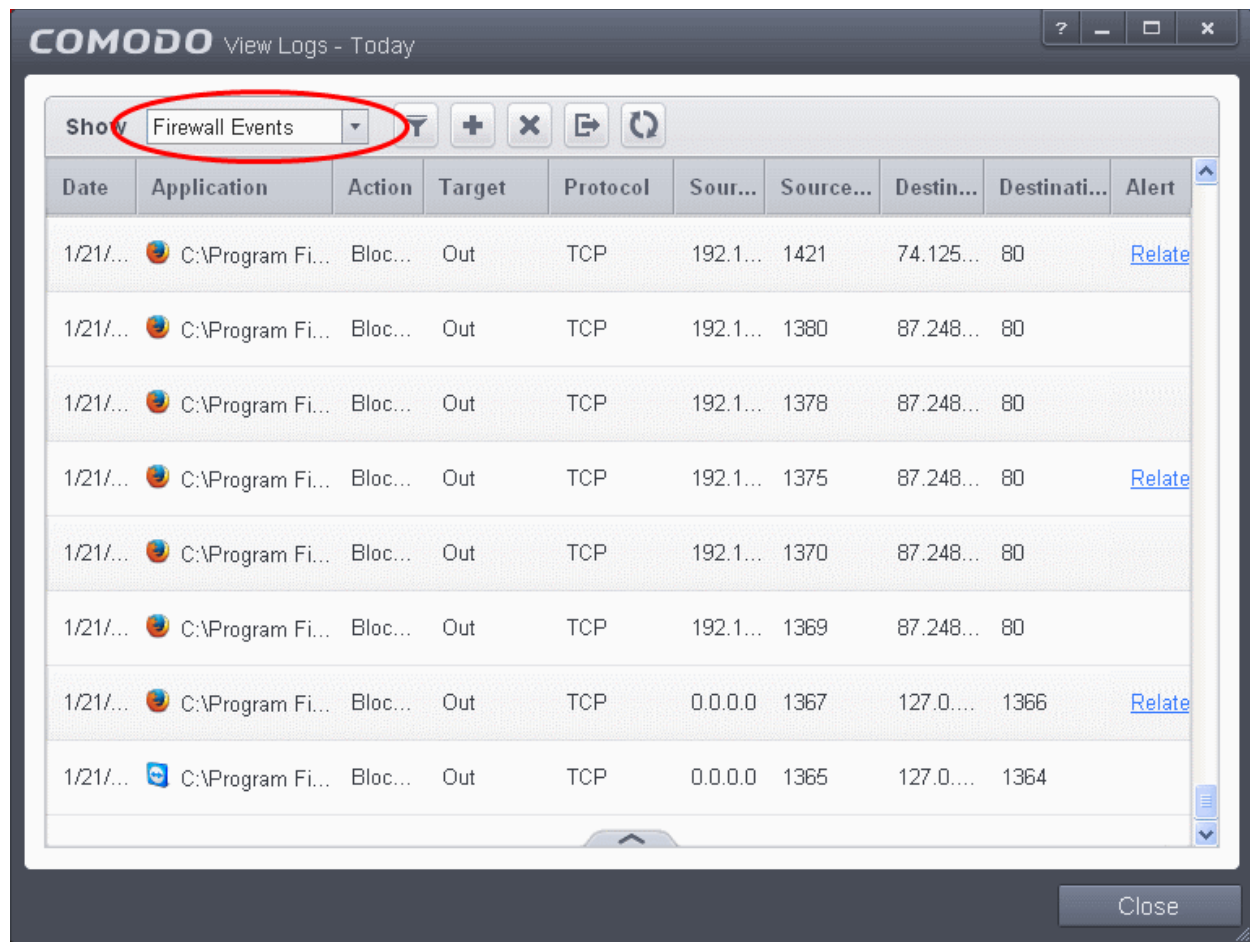 COMODO View Logs - Today
Show Firewall Events
Date Application Action Target Protocol Sour... Source... Destin... Destinati... Alert
1/21/... C:\Program Fi... Bloc... Out TCP 192.1... 1421 74.125... 80 Relate
1/21/... C:\Program Fi... Bloc... Out TCP 192.1... 1380 87.248... 80
1/21/... C:\Program Fi... Bloc... Out TCP 192.1... 1378 87.248... 80
1/21/... C:\Program Fi... Bloc... Out TCP 192.1... 1375 87.248... 80 Relate
1/21/... C:\Program Fi... Bloc... Out TCP 192.1... 1370 87.248... 80
1/21/... C:\Program Fi... Bloc... Out TCP 192.1... 1369 87.248... 80
1/21/... C:\Program Fi... Bloc... Out TCP 0.0.0.0 1367 127.0.... 1366 Relate
1/21/... C:\Program Fi... Bloc... Out TCP 0.0.0.0 1365 127.0.... 1364
Close